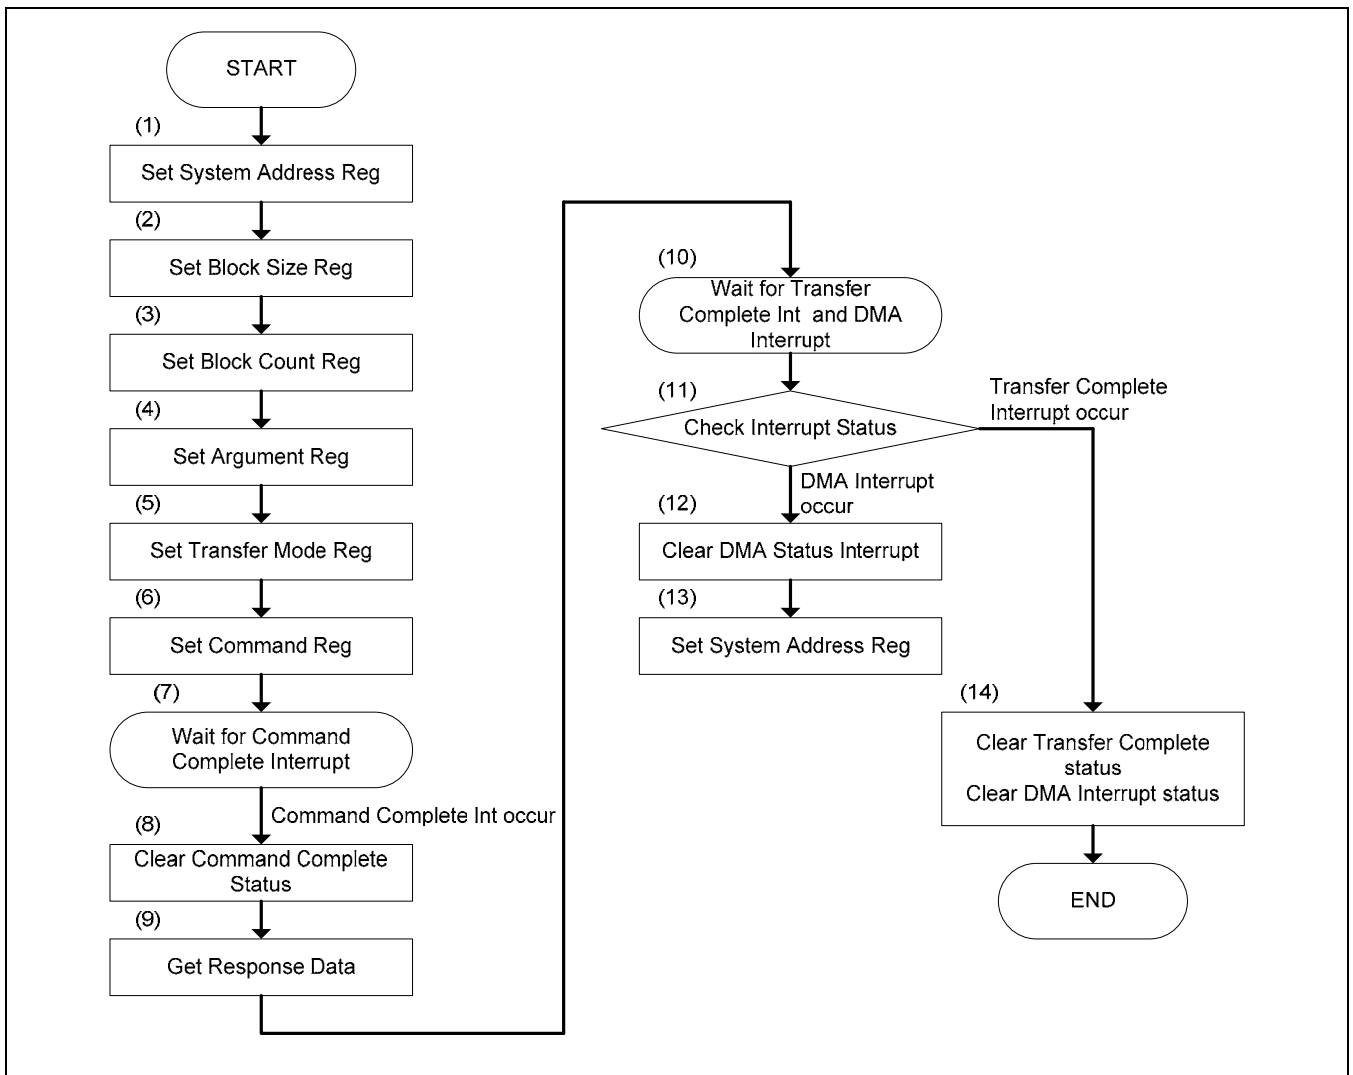 START
(1)
Set System Address Reg
(2)
Set Block Size Reg
(3)
Set Block Count Reg
(4)
Set Argument Reg
(5)
Set Transfer Mode Reg
(6)
Set Command Reg
(7)
Wait for Command
Complete Interrupt
Command Complete Int occur
(8)
Clear Command Complete
Status
(9)
Get Response Data
(10)
Wait for Transfer
Complete Int and DMA
Interrupt
(11)
Check Interrupt Status
Transfer Complete
Interrupt occur
DMA Interrupt
occur
(12)
Clear DMA Status Interrupt
(13)
Set System Address Reg
(14)
Clear Transfer Complete
status
Clear DMA Interrupt status
END